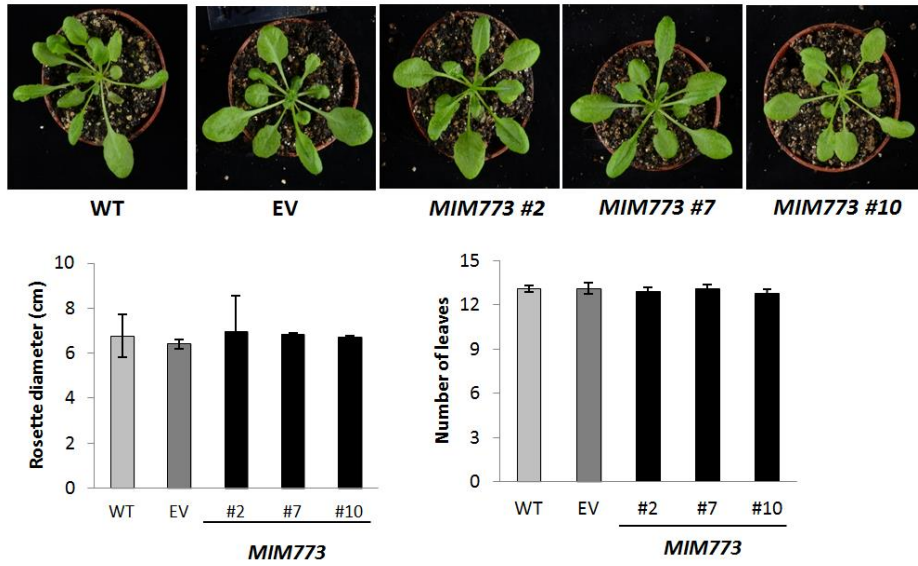 WT EV MIM773 #2 MIM773 #7 MIM773 #10
Rosette diameter (cm)
10
8
6
4
2
0
WT EV #2 #7 #10
MIM773
Number of leaves
15
12
9
6
3
0
WT EV #2 #7 #10
MIM773